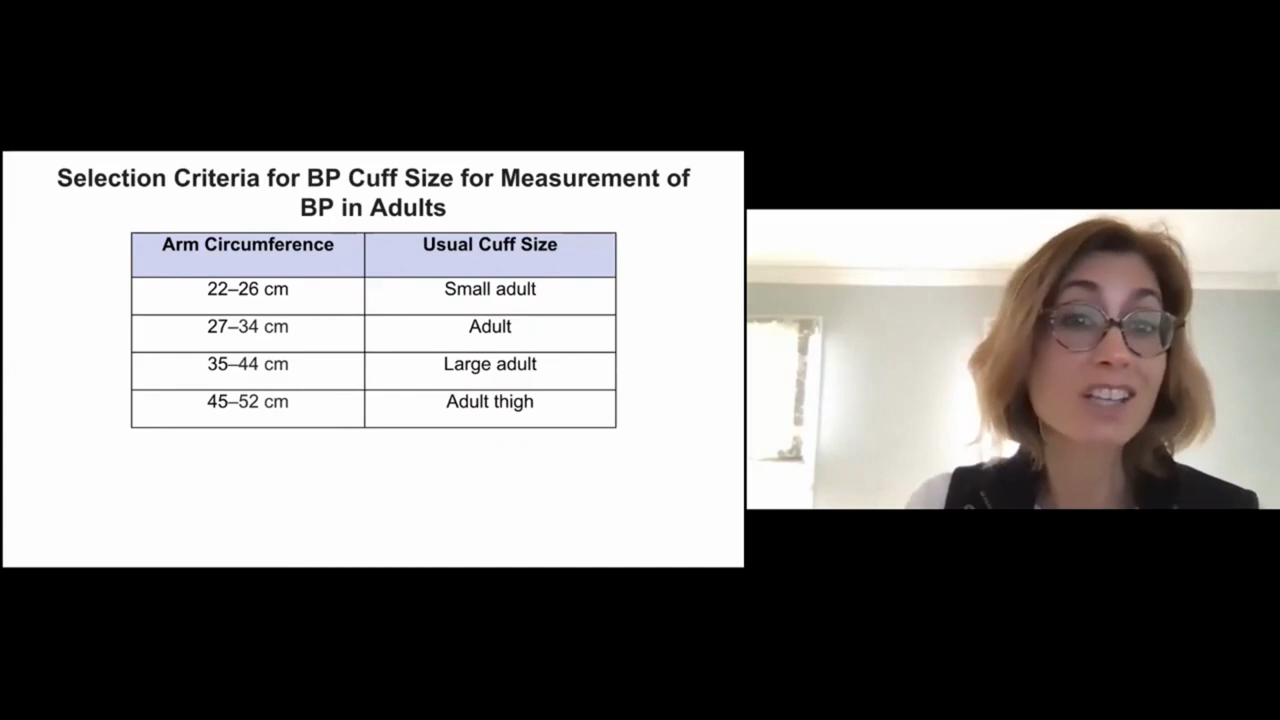 Selection Criteria for BP Cuff Size for Measurement of
BP in Adults
Arm Circumference Usual Cuff Size
22–26 cm Small adult
27–34 cm Adult
35–44 cm Large adult
45–52 cm Adult thigh